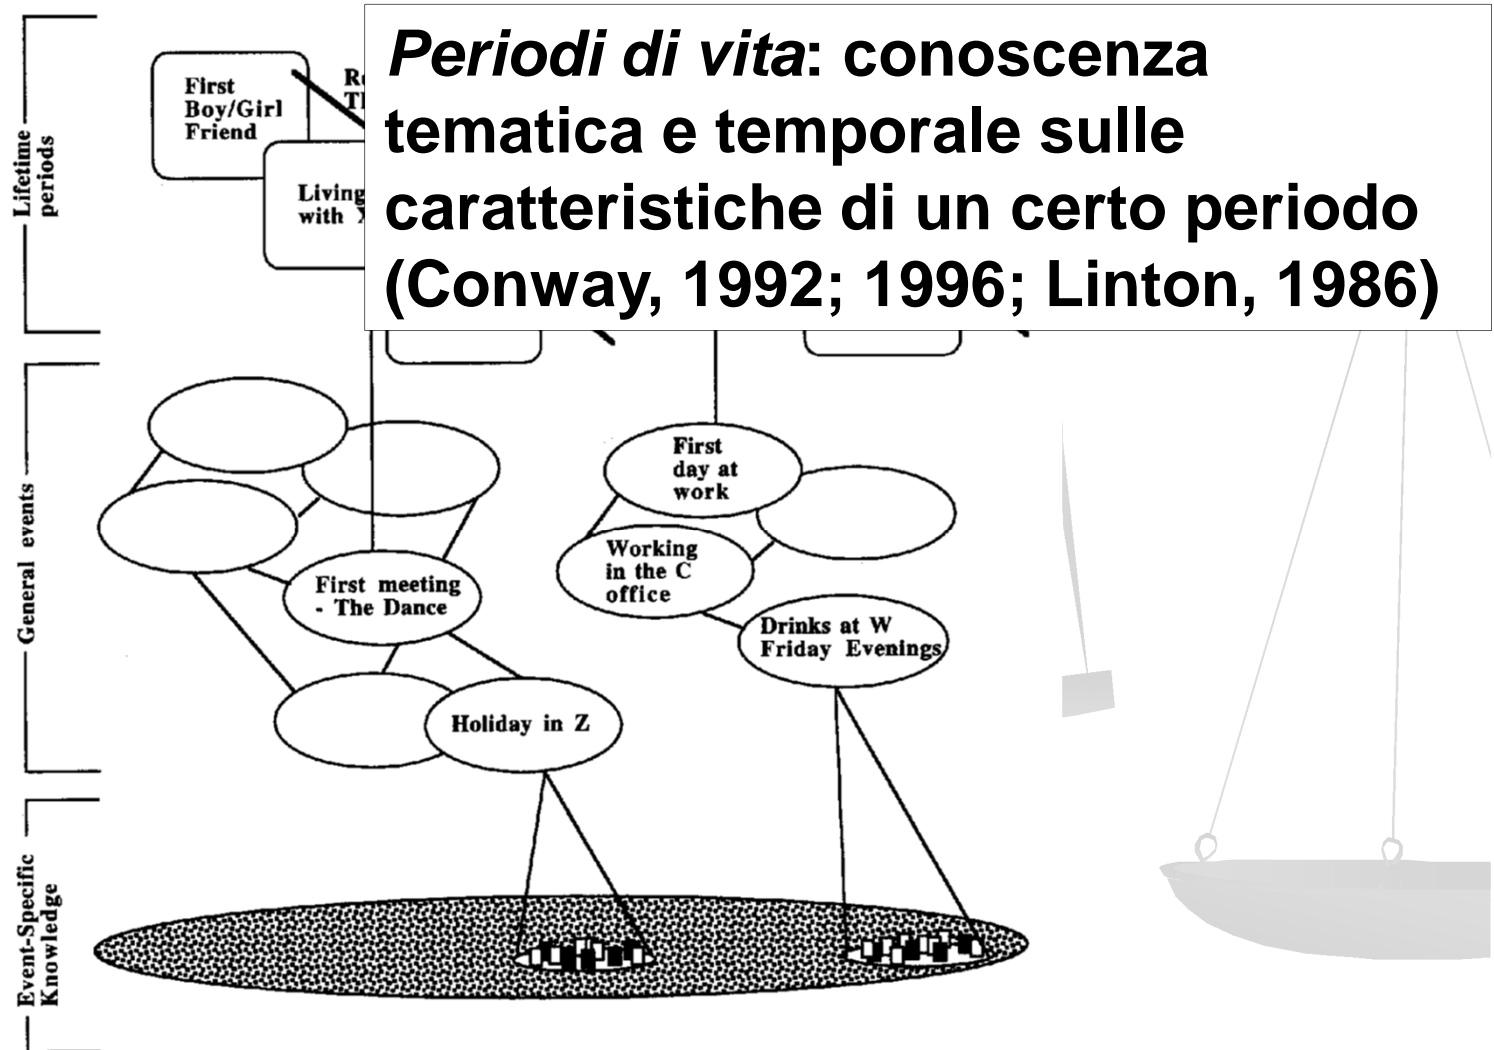 Periodi di vita: conoscenza
tematica e temporale sulle
caratteristiche di un certo periodo
(Conway, 1992; 1996; Linton, 1986)
Lifetime
periods
First
Boy/Girl
Friend
Living
with
General events
First
day at
work
Working
in the C
office
First meeting
- The Dance
Drinks at W
Friday Evenings
Holiday in Z
Event-Specific
Knowledge